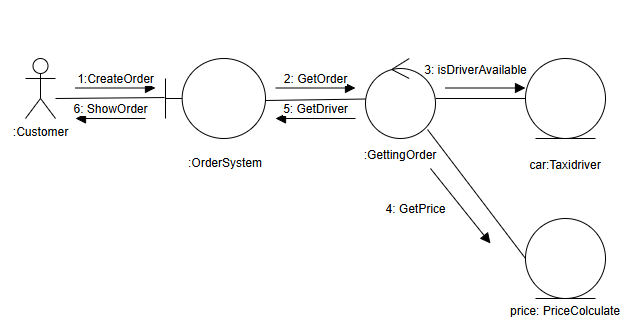 1:CreateOrder
2: GetOrder
3: isDriverAvailable
6: ShowOrder
5: GetDriver
:Customer
:OrderSystem
:GettingOrder
car:Taxidriver
4: GetPrice
price: PriceColculate